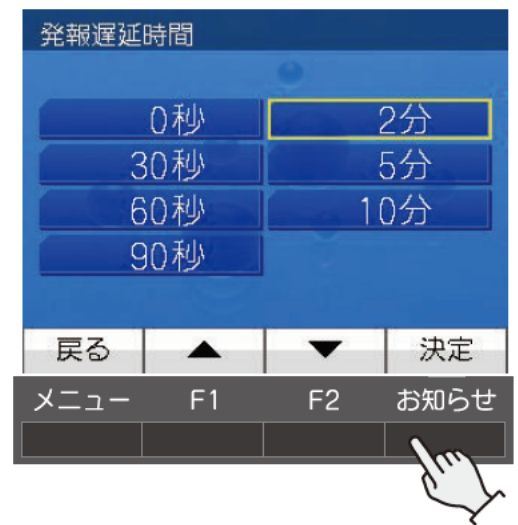 発報遅延時間
0秒 2分
30秒 5分
60秒 10分
90秒
戻る ▲ ▼ 決定
メニュー F1 F2 お知らせ